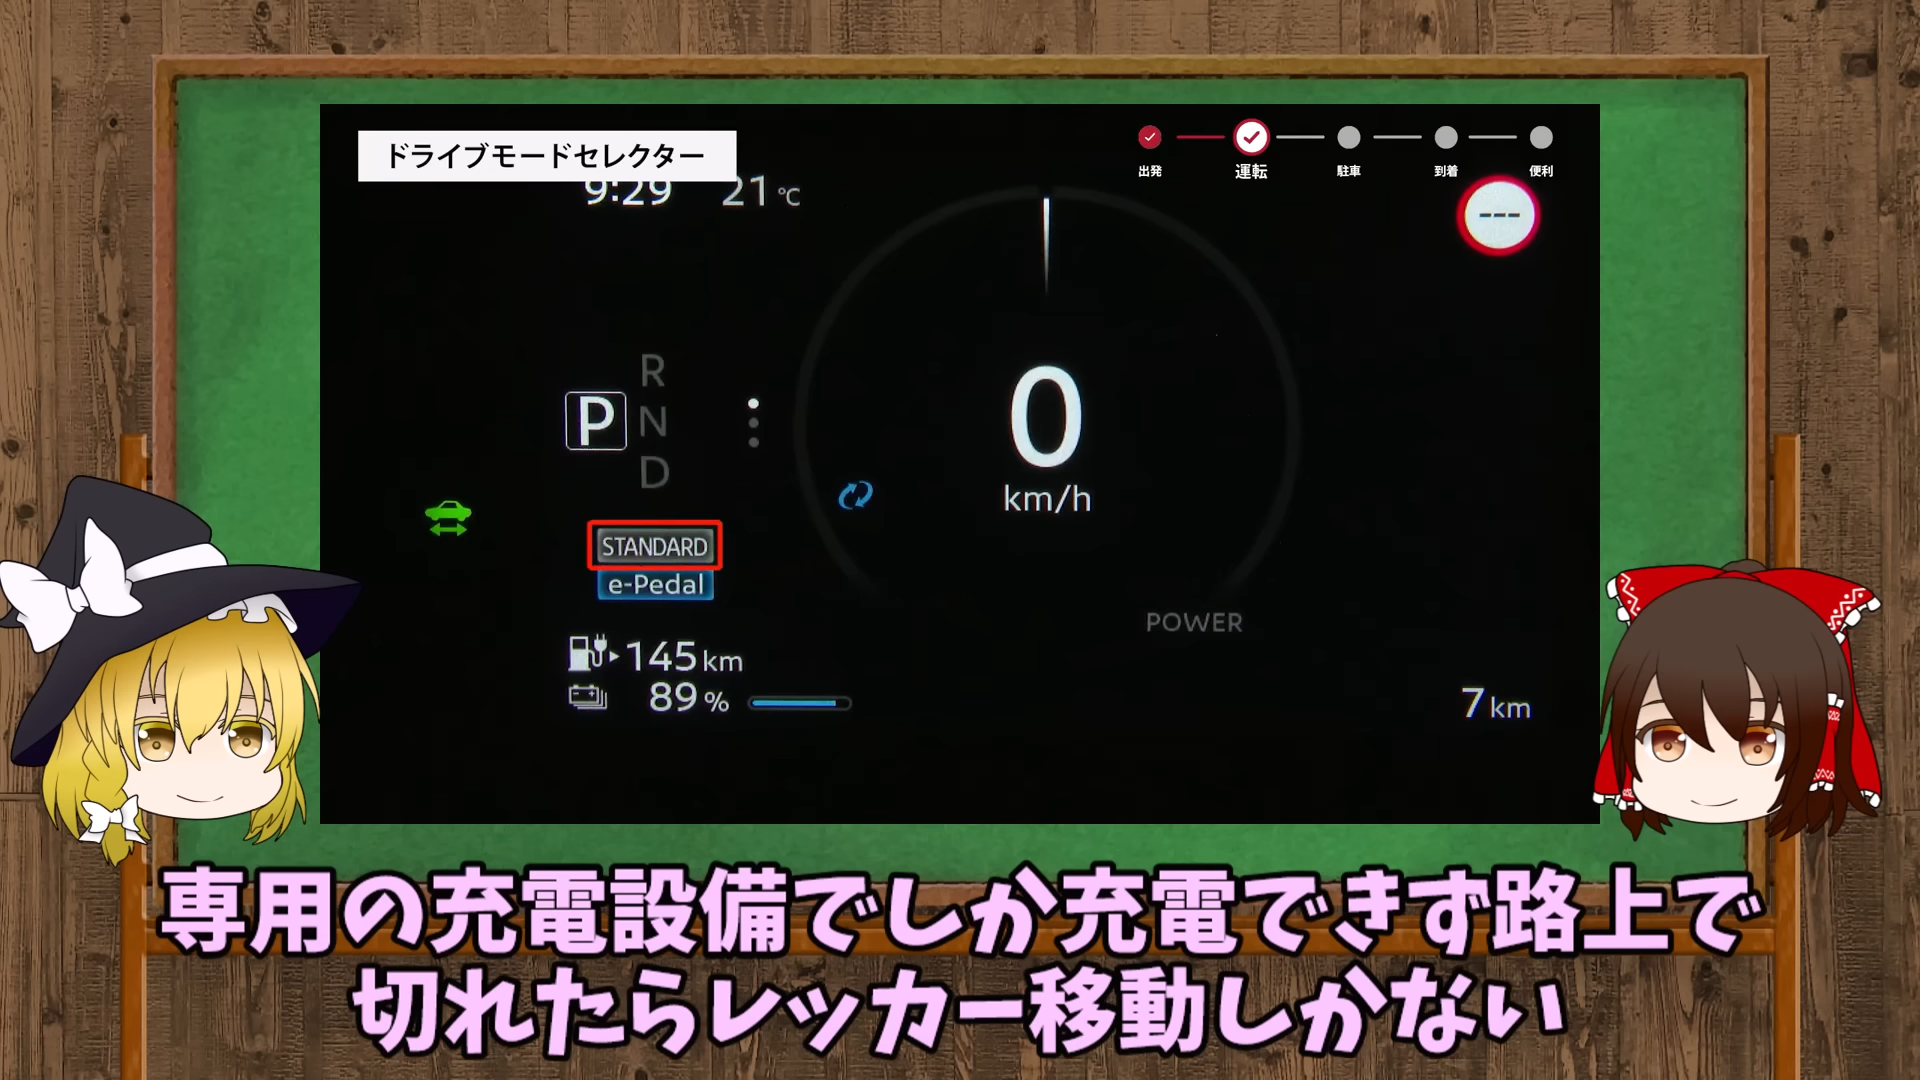 ドライブモードセレクター
出発
運転
駐車
到着
便利
9:29
21℃
---
R
P
N
D
0
km/h
STANDARD
e-Pedal
POWER
145km
89%
7km
専用の充電設備でしか充電できず路上で
切れたらレッカー移動しかない